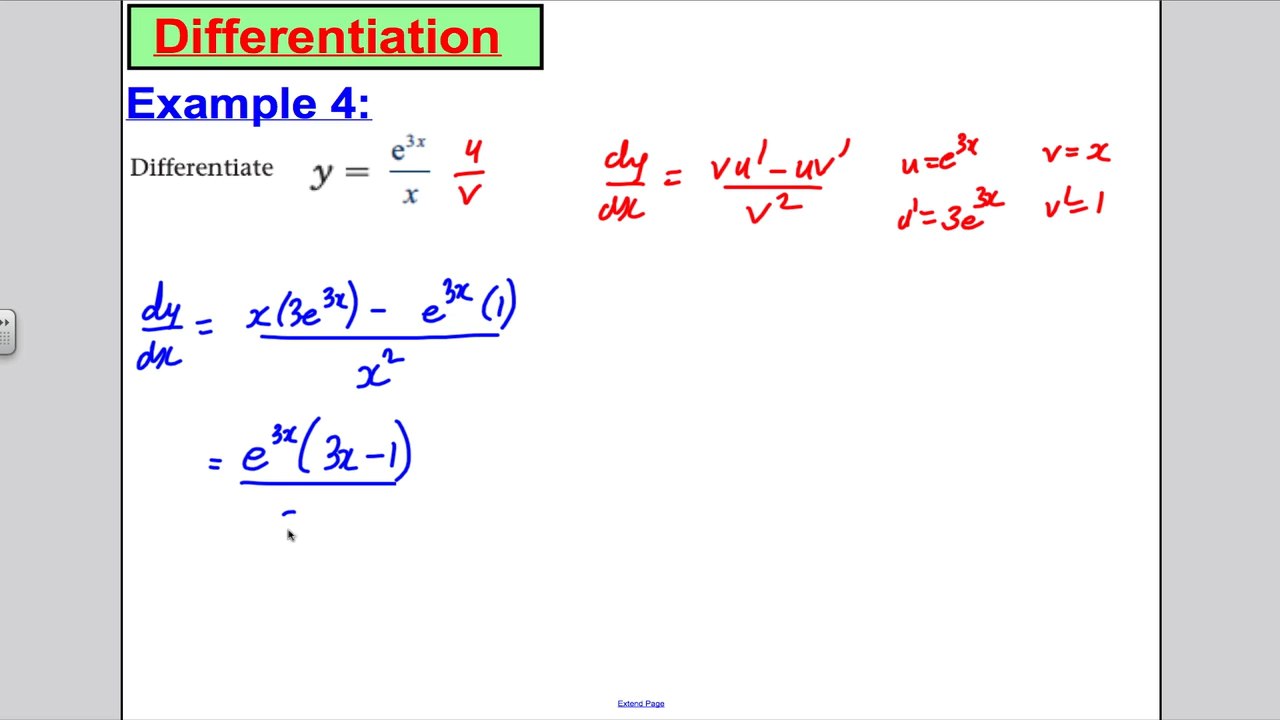 Differentiation
Example 4:
Differentiate y = e^{3x}/x u/v
dy/dx = (vu' - uv')/v²
u = e^{3x} v = x
u' = 3e^{3x} v' = 1
dy/dx = (x(3e^{3x}) - e^{3x}(1))/x²
= e^{3x}(3x-1)
Extend Page